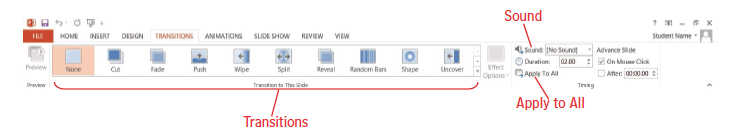 Sound
FILE HOME INSERT DESIGN TRANSITIONS ANIMATIONS SLIDE SHOW REVIEW VIEW Student Name
Sound: [No Sound] Advance Slide
Duration: 02.00 On Mouse Click
Preview None Cut Fade Push Wipe Split Reveal Random Bars Shape Uncover Effect Options Apply To All After: 00:00.00
Preview Transition to This Slide Timing
Apply to All
Transitions